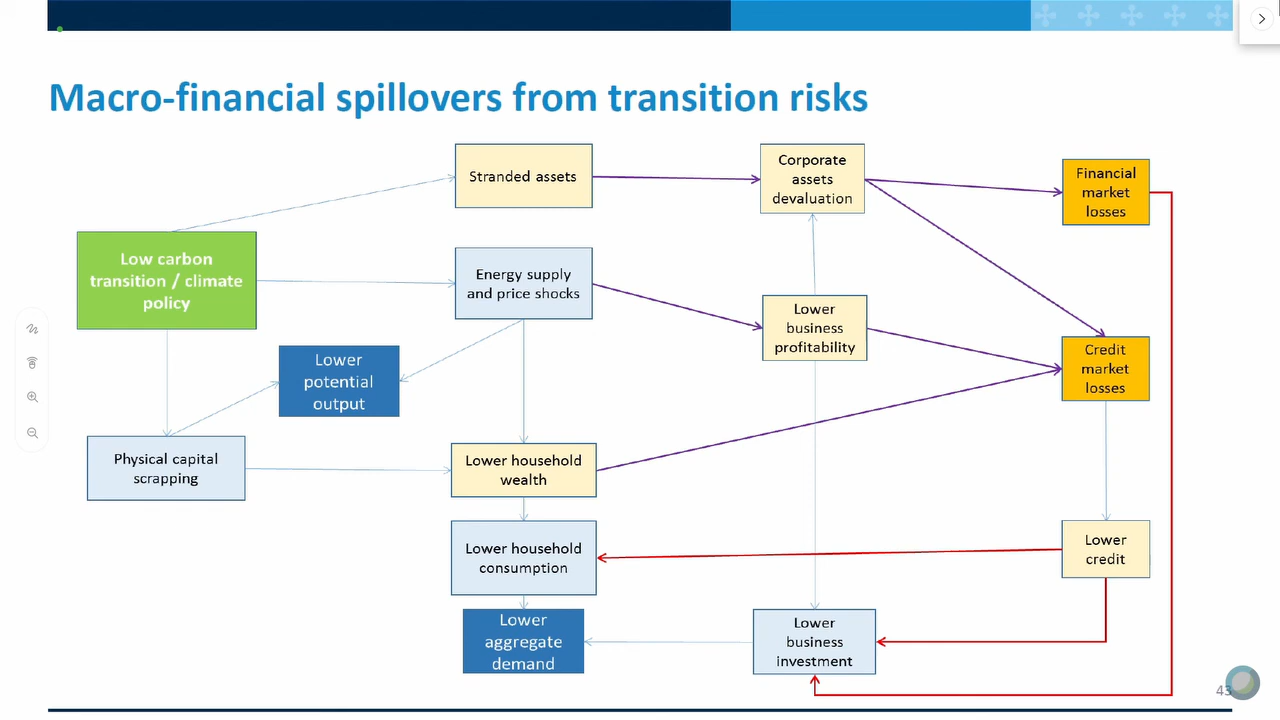 Macro-financial spillovers from transition risks
Stranded assets
Corporate
assets
devaluation
Financial
market
losses
Low carbon
transition / climate
policy
Energy supply
and price shocks
Lower
business
profitability
Lower
potential
output
Credit
market
losses
Physical capital
scrapping
Lower household
wealth
Lower household
consumption
Lower
credit
Lower
aggregate
demand
Lower
business
investment
43